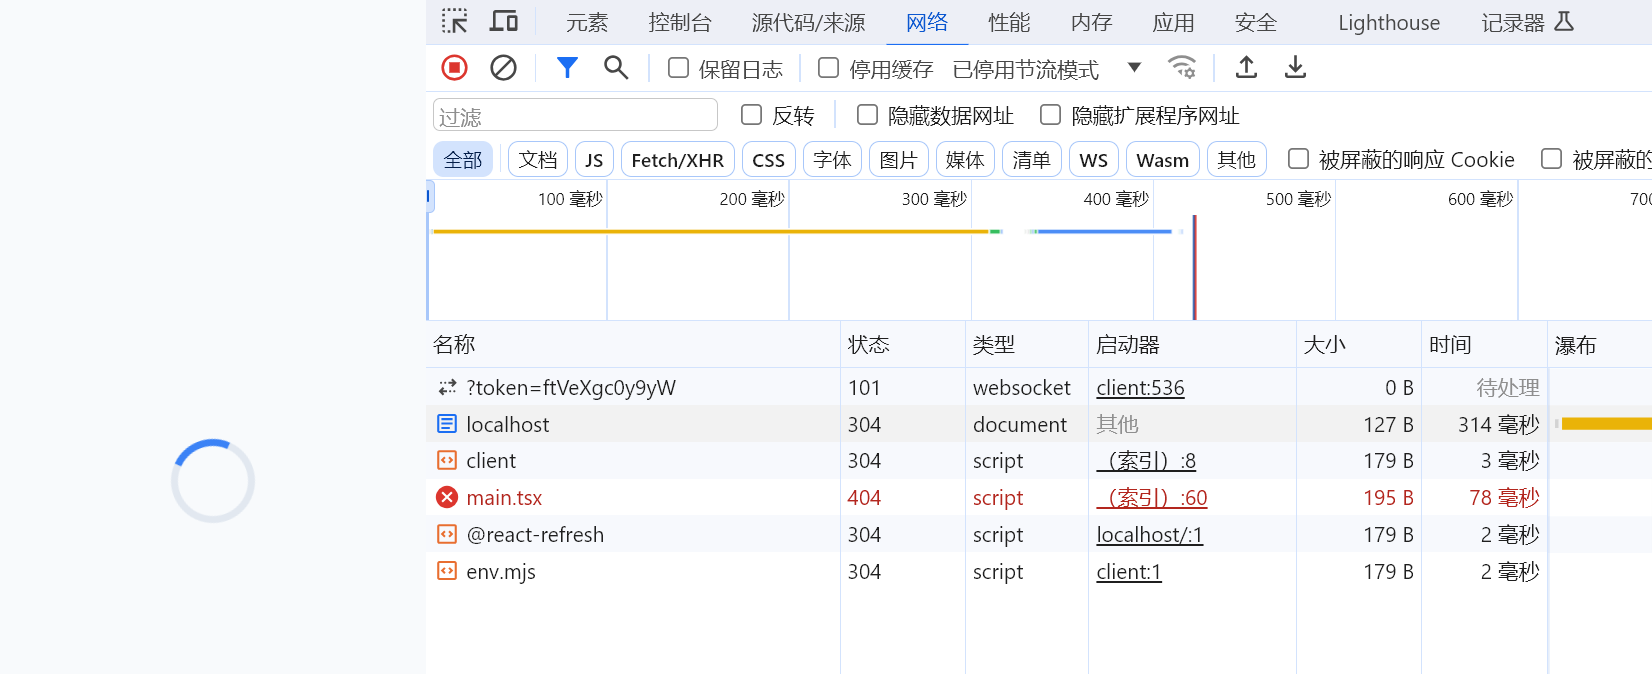 元素 控制台 源代码/来源 网络 性能 内存 应用 安全 Lighthouse 记录器
保留日志 停用缓存 已停用节流模式
过滤 反转 隐藏数据网址 隐藏扩展程序网址
全部 文档 JS Fetch/XHR CSS 字体 图片 媒体 清单 WS Wasm 其他 被屏蔽的响应 Cookie 被屏蔽的
100 毫秒 200 毫秒 300 毫秒 400 毫秒 500 毫秒 600 毫秒 700
名称 状态 类型 启动器 大小 时间 瀑布
?token=ftVeXgc0y9yW 101 websocket client:536 0 B 待处理
localhost 304 document 其他 127 B 314 毫秒
client 304 script （索引）:8 179 B 3 毫秒
main.tsx 404 script （索引）:60 195 B 78 毫秒
@react-refresh 304 script localhost/:1 179 B 2 毫秒
env.mjs 304 script client:1 179 B 2 毫秒